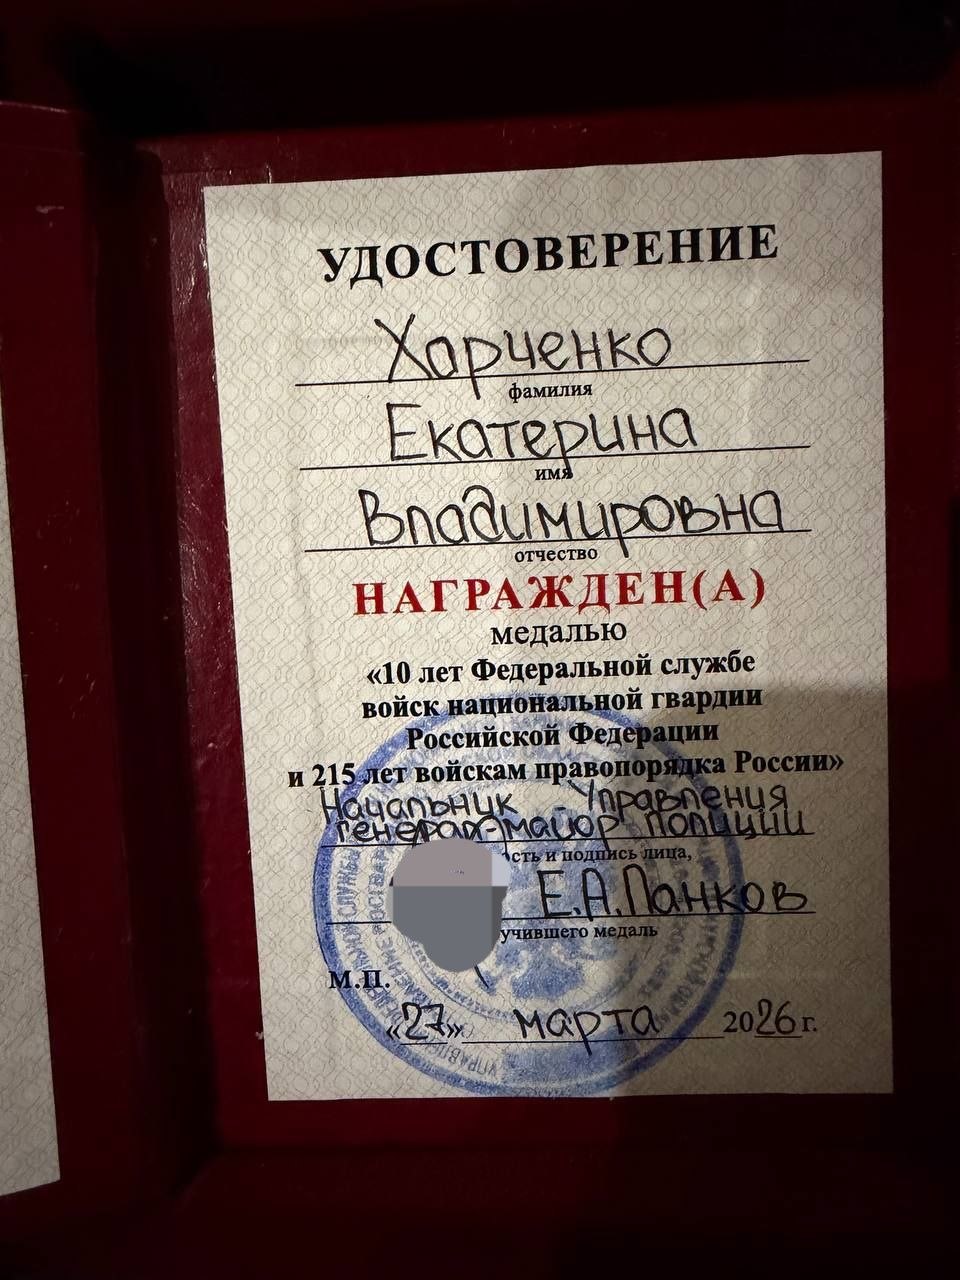 УДОСТОВЕРЕНИЕ
Харченко
фамилия
Екатерина
имя
Владимировна
отчество
НАГРАЖДЕН(А)
медалью
«10 лет Федеральной службе
войск национальной гвардии
Российской Федерации
и 215 лет войскам правопорядка России»
Начальник Управления
генерал-майор полиции
сть и подпись лица,
Е.А.Панков
учившего медаль
М.П.
«27» марта 2026 г.